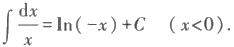 ∫ dx/x = ln(−x) + C (x<0).